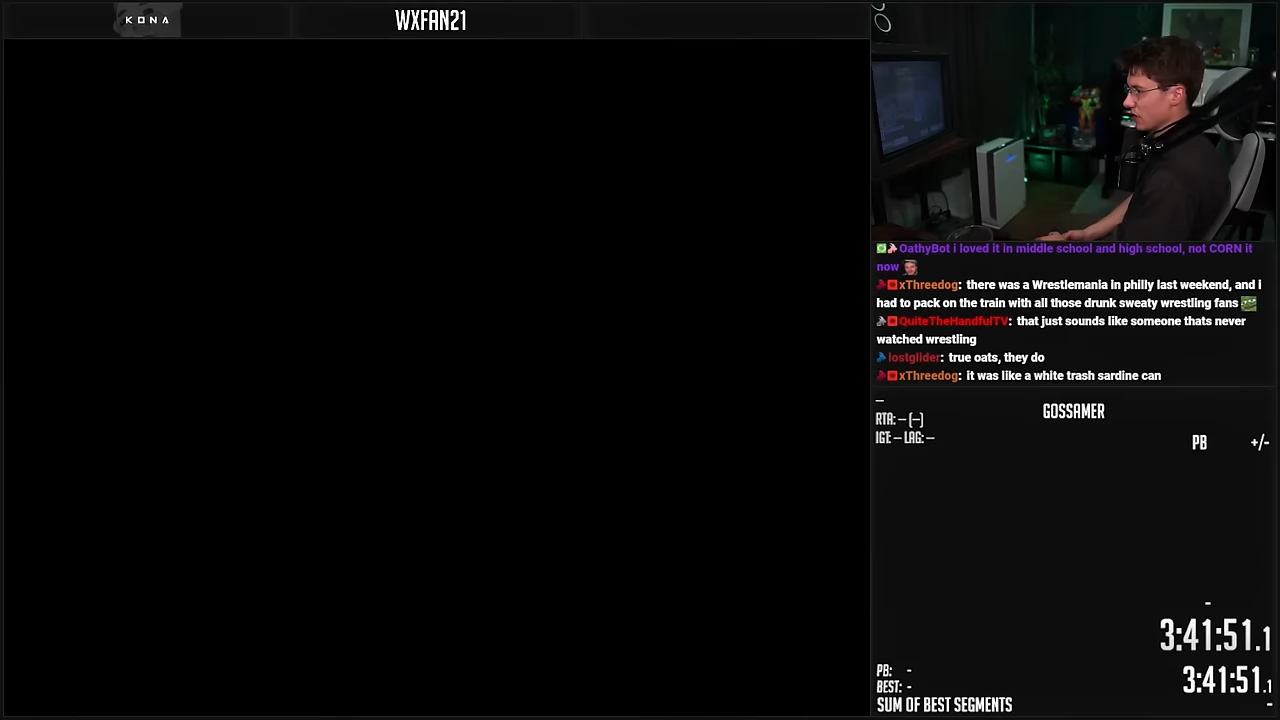 KONA
WXFAN21
OathyBot i loved it in middle school and high school, not CORN it
now
xThreedog: there was a Wrestlemania in philly last weekend, and i
had to pack on the train with all those drunk sweaty wrestling fans
QuiteTheHandfulTV: that just sounds like someone thats never
watched wrestling
lostglider: true oats, they do
xThreedog: it was like a white trash sardine can
—
GOSSAMER
RTA: — (—)
IGT: — LAG: —
PB +/-
-
3:41:51.1
PB: -
3:41:51.1
BEST: -
SUM OF BEST SEGMENTS -